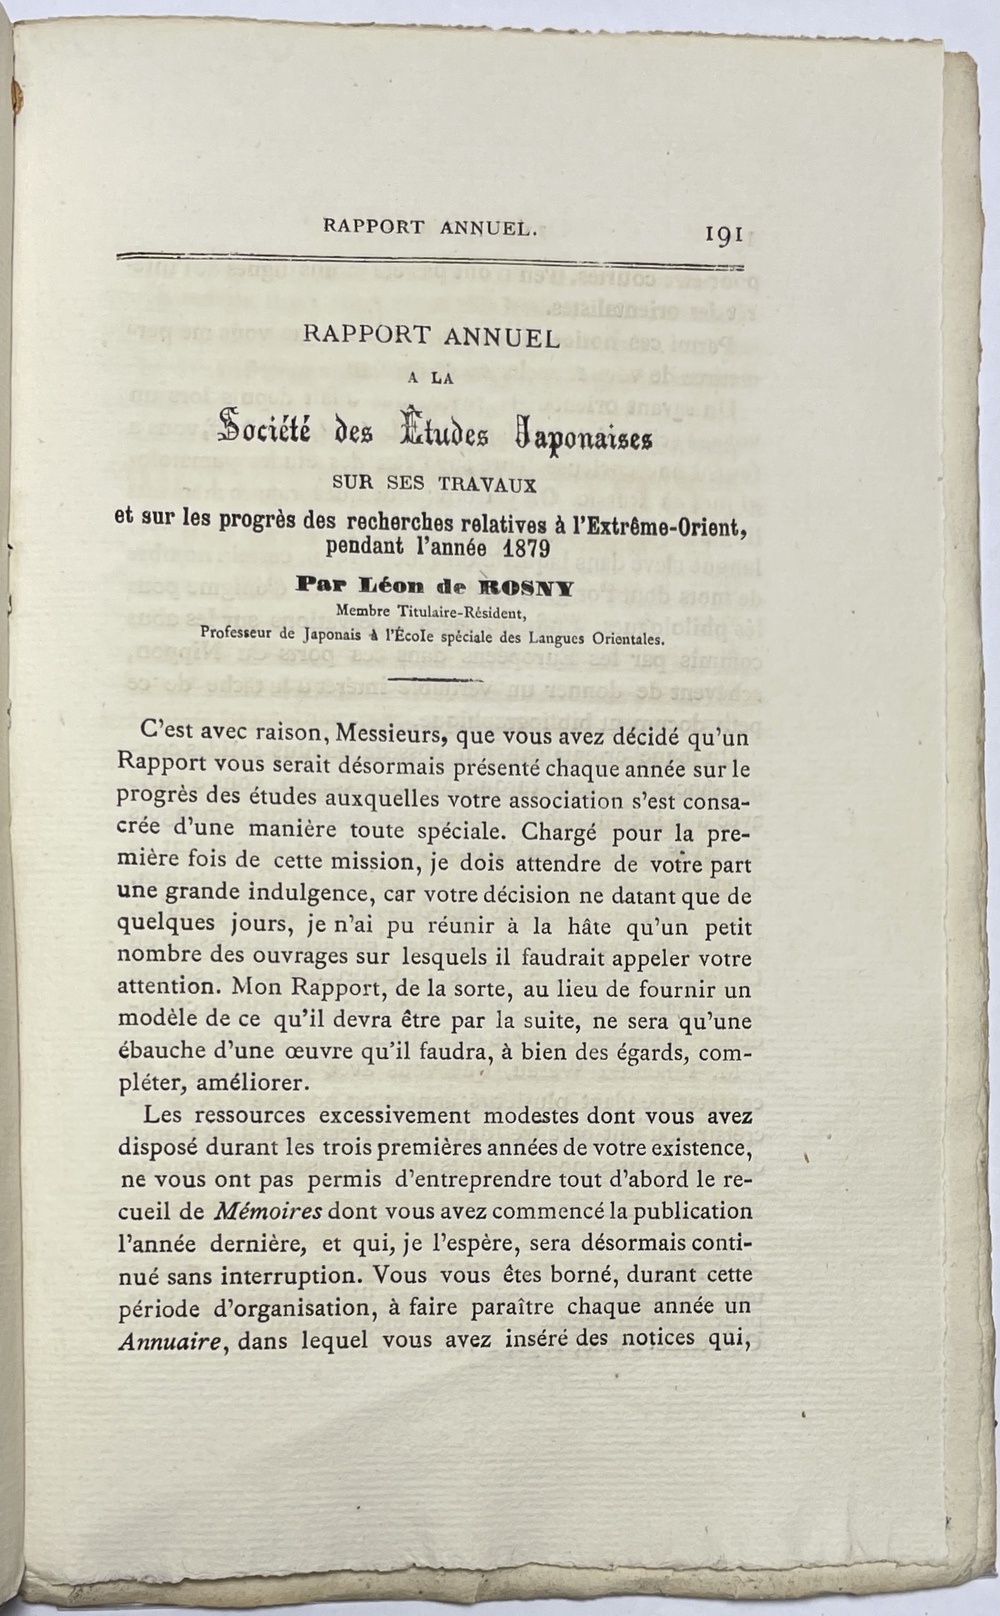 RAPPORT ANNUEL. 191
RAPPORT ANNUEL
A LA
Société des Études Japonaises
SUR SES TRAVAUX
et sur les progrès des recherches relatives à l'Extrême-Orient,
pendant l'année 1879
Par Léon de ROSNY
Membre Titulaire-Résident,
Professeur de Japonais à l'École spéciale des Langues Orientales.
C'est avec raison, Messieurs, que vous avez décidé qu'un
Rapport vous serait désormais présenté chaque année sur le
progrès des études auxquelles votre association s'est consa-
crée d'une manière toute spéciale. Chargé pour la pre-
mière fois de cette mission, je dois attendre de votre part
une grande indulgence, car votre décision ne datant que de
quelques jours, je n'ai pu réunir à la hâte qu'un petit
nombre des ouvrages sur lesquels il faudrait appeler votre
attention. Mon Rapport, de la sorte, au lieu de fournir un
modèle de ce qu'il devra être par la suite, ne sera qu'une
ébauche d'une œuvre qu'il faudra, à bien des égards, com-
pléter, améliorer.
Les ressources excessivement modestes dont vous avez
disposé durant les trois premières années de votre existence,
ne vous ont pas permis d'entreprendre tout d'abord le re-
cueil de Mémoires dont vous avez commencé la publication
l'année dernière, et qui, je l'espère, sera désormais conti-
nué sans interruption. Vous vous êtes borné, durant cette
période d'organisation, à faire paraître chaque année un
Annuaire, dans lequel vous avez inséré des notices qui,